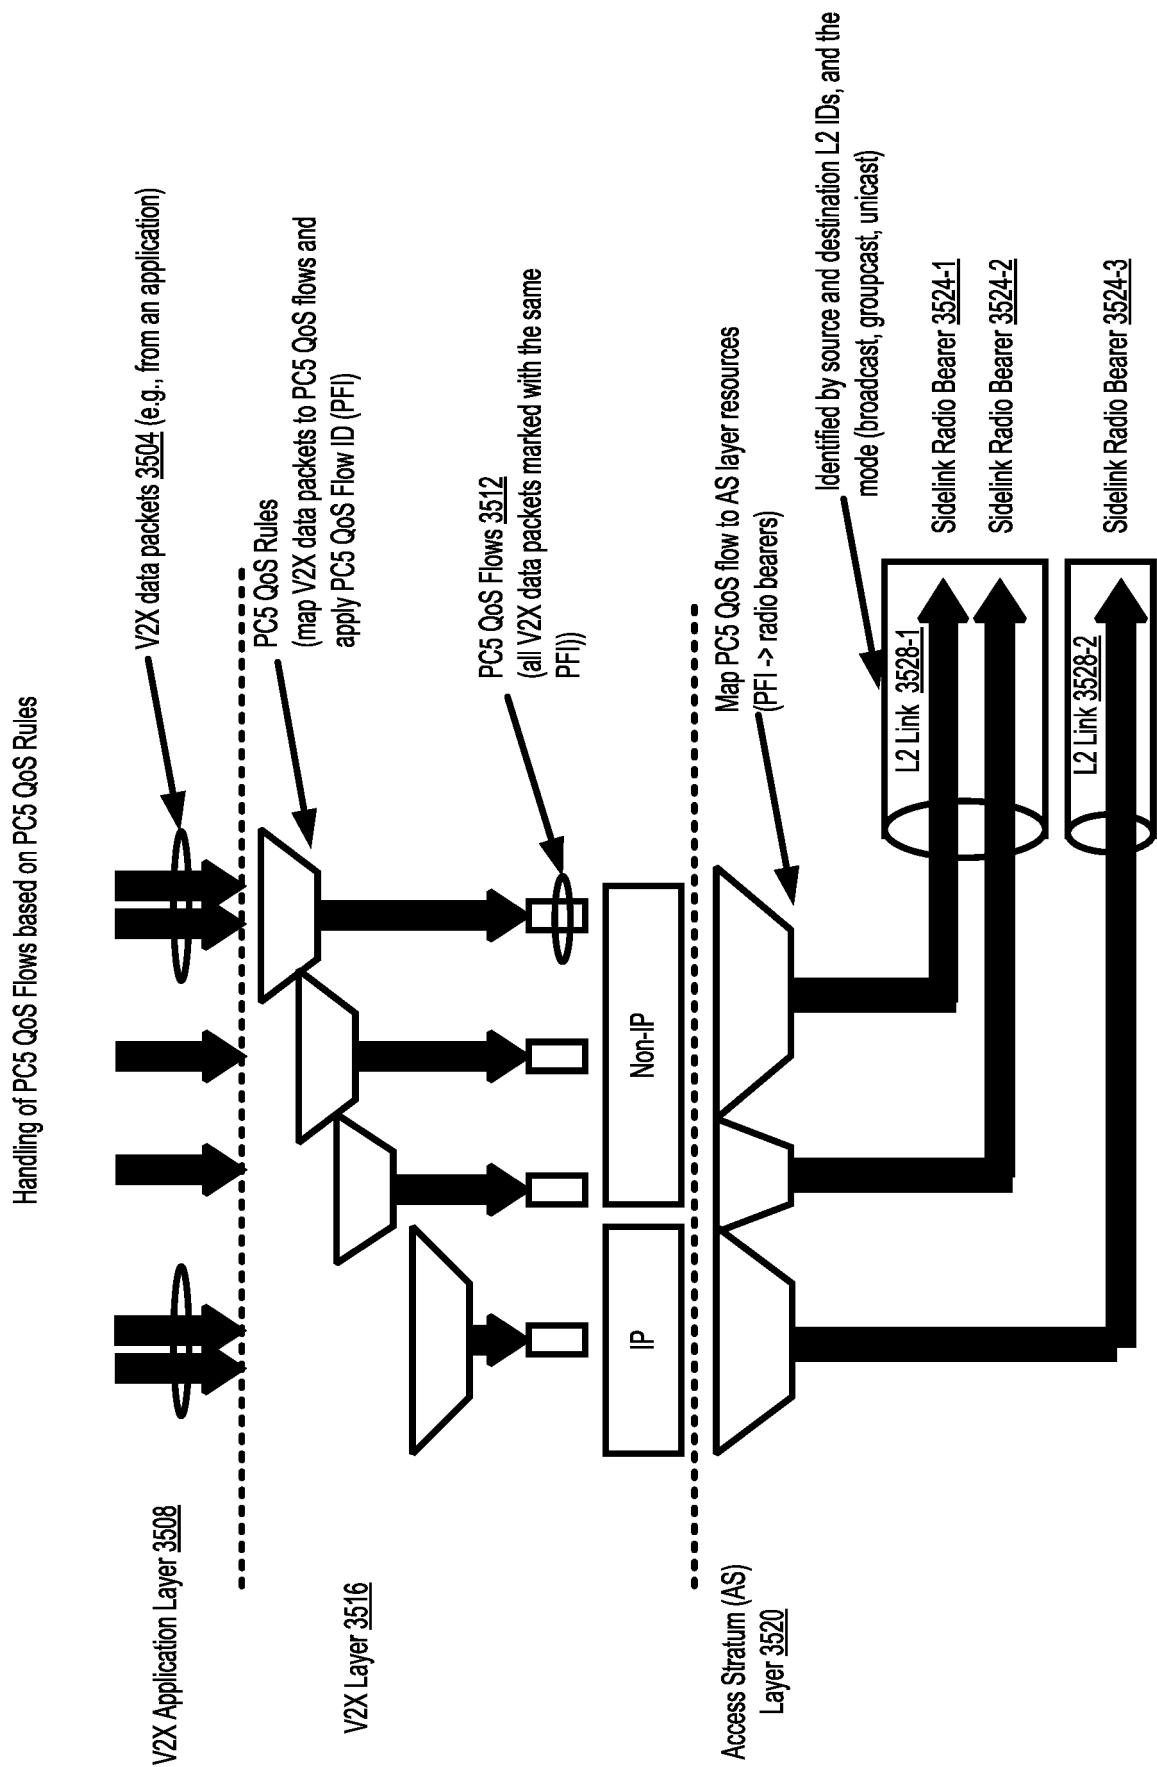 Handling of PC5 QoS Flows based on PC5 QoS Rules
V2X Application Layer 3508
V2X data packets 3504 (e.g., from an application)
PC5 QoS Rules
(map V2X data packets to PC5 QoS flows and
apply PC5 QoS Flow ID (PFI)
V2X Layer 3516
PC5 QoS Flows 3512
(all V2X data packets marked with the same
PFI))
IP
Non-IP
Access Stratum (AS)
Layer 3520
Map PC5 QoS flow to AS layer resources
(PFI -> radio bearers)
Identified by source and destination L2 IDs, and the
mode (broadcast, groupcast, unicast)
L2 Link 3528-1
Sidelink Radio Bearer 3524-1
Sidelink Radio Bearer 3524-2
L2 Link 3528-2
Sidelink Radio Bearer 3524-3